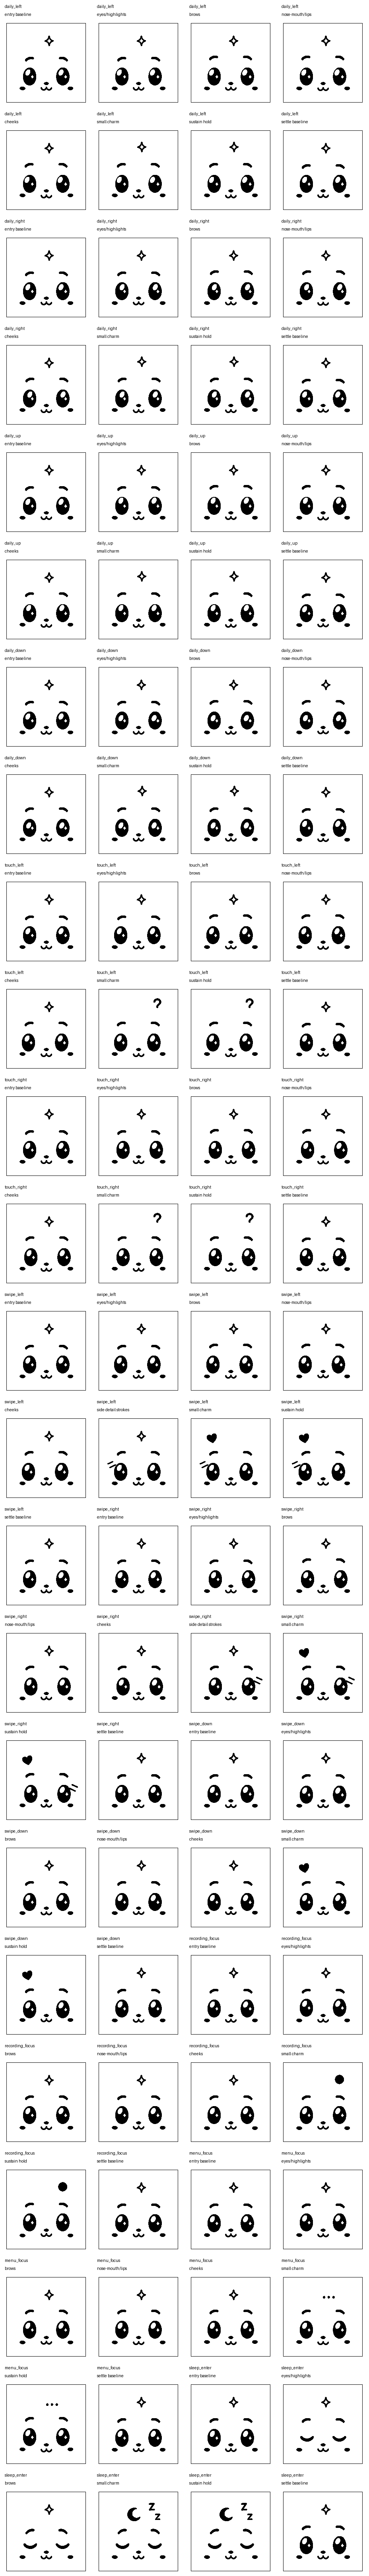 daily_left
entry baseline
daily_left
eyes/highlights
daily_left
brows
daily_left
nose-mouth/lips
daily_left
cheeks
daily_left
small charm
daily_left
sustain hold
daily_left
settle baseline
daily_right
entry baseline
daily_right
eyes/highlights
daily_right
brows
daily_right
nose-mouth/lips
daily_right
cheeks
daily_right
small charm
daily_right
sustain hold
daily_right
settle baseline
daily_up
entry baseline
daily_up
eyes/highlights
daily_up
brows
daily_up
nose-mouth/lips
daily_up
cheeks
daily_up
small charm
daily_up
sustain hold
daily_up
settle baseline
daily_down
entry baseline
daily_down
eyes/highlights
daily_down
brows
daily_down
nose-mouth/lips
daily_down
cheeks
daily_down
small charm
daily_down
sustain hold
daily_down
settle baseline
touch_left
entry baseline
touch_left
eyes/highlights
touch_left
brows
touch_left
nose-mouth/lips
touch_left
cheeks
touch_left
small charm
touch_left
sustain hold
touch_left
settle baseline
?
?
touch_right
entry baseline
touch_right
eyes/highlights
touch_right
brows
touch_right
nose-mouth/lips
touch_right
cheeks
touch_right
small charm
touch_right
sustain hold
touch_right
settle baseline
?
?
swipe_left
entry baseline
swipe_left
eyes/highlights
swipe_left
brows
swipe_left
nose-mouth/lips
swipe_left
cheeks
swipe_left
side detail strokes
swipe_left
small charm
swipe_left
sustain hold
swipe_left
settle baseline
swipe_right
entry baseline
swipe_right
eyes/highlights
swipe_right
brows
swipe_right
nose-mouth/lips
swipe_right
cheeks
swipe_right
side detail strokes
swipe_right
small charm
swipe_right
sustain hold
swipe_right
settle baseline
swipe_down
entry baseline
swipe_down
eyes/highlights
swipe_down
brows
swipe_down
nose-mouth/lips
swipe_down
cheeks
swipe_down
small charm
swipe_down
sustain hold
swipe_down
settle baseline
recording_focus
entry baseline
recording_focus
eyes/highlights
recording_focus
brows
recording_focus
nose-mouth/lips
recording_focus
cheeks
recording_focus
small charm
recording_focus
sustain hold
recording_focus
settle baseline
menu_focus
entry baseline
menu_focus
eyes/highlights
menu_focus
brows
menu_focus
nose-mouth/lips
menu_focus
cheeks
menu_focus
small charm
...
menu_focus
sustain hold
menu_focus
settle baseline
sleep_enter
entry baseline
sleep_enter
eyes/highlights
...
sleep_enter
brows
sleep_enter
small charm
sleep_enter
sustain hold
sleep_enter
settle baseline
Z
Z
Z
Z